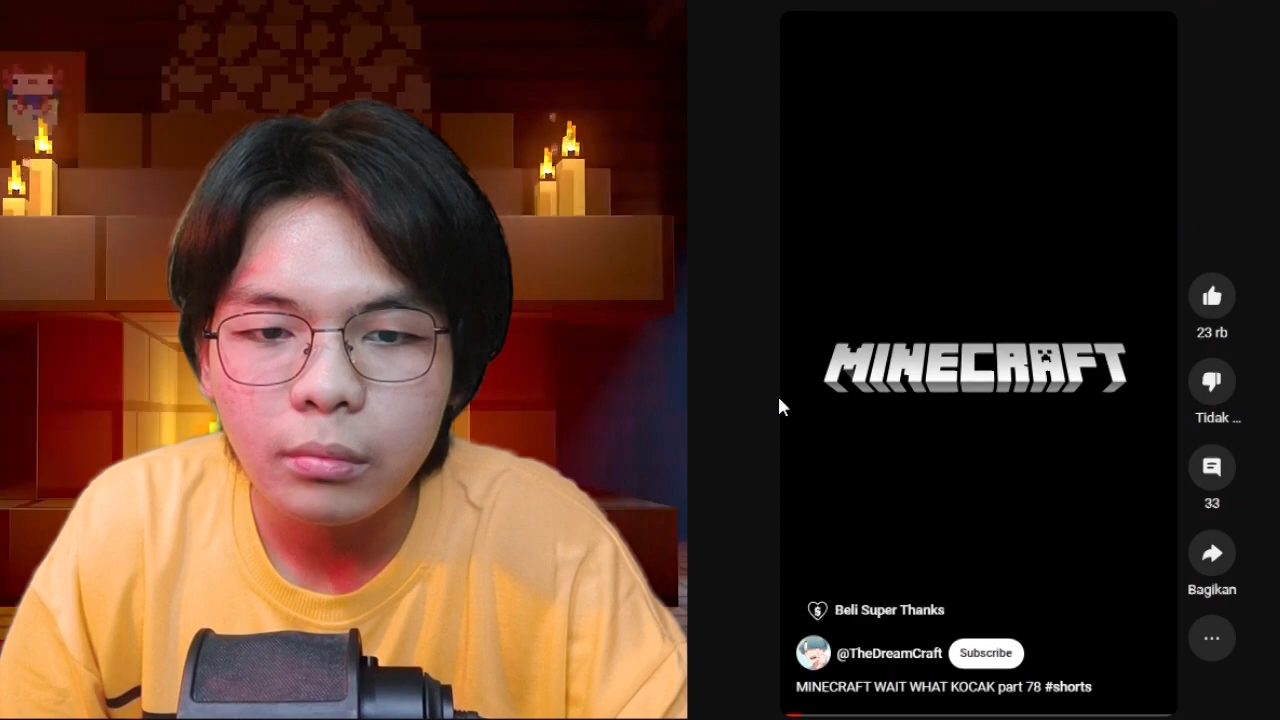 MINECRAFT
23 rb
Tidak ...
33
Bagikan
Beli Super Thanks
@TheDreamCraft
Subscribe
MINECRAFT WAIT WHAT KOCAK part 78 #shorts